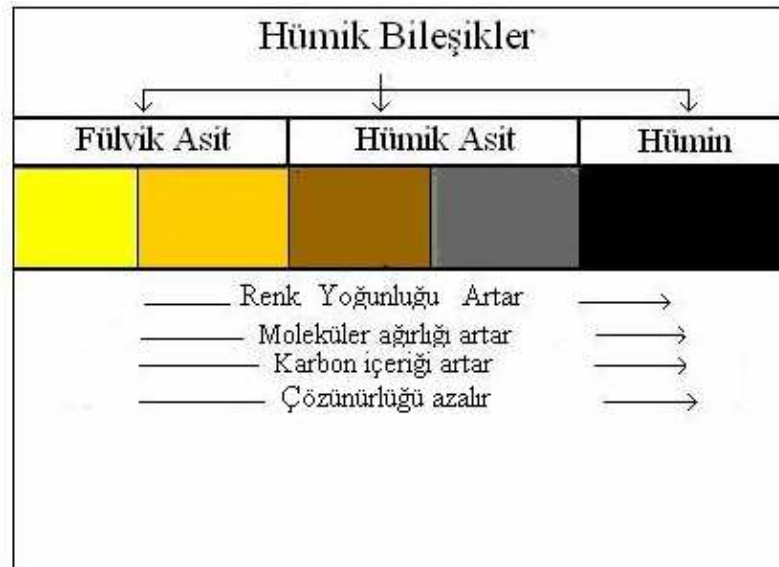 Hümik Bileşikler
Fülvik Asit Hümik Asit Hümin
Renk Yoğunluğu Artar
Moleküler ağırlığı artar
Karbon içeriği artar
Çözünürlüğü azalır